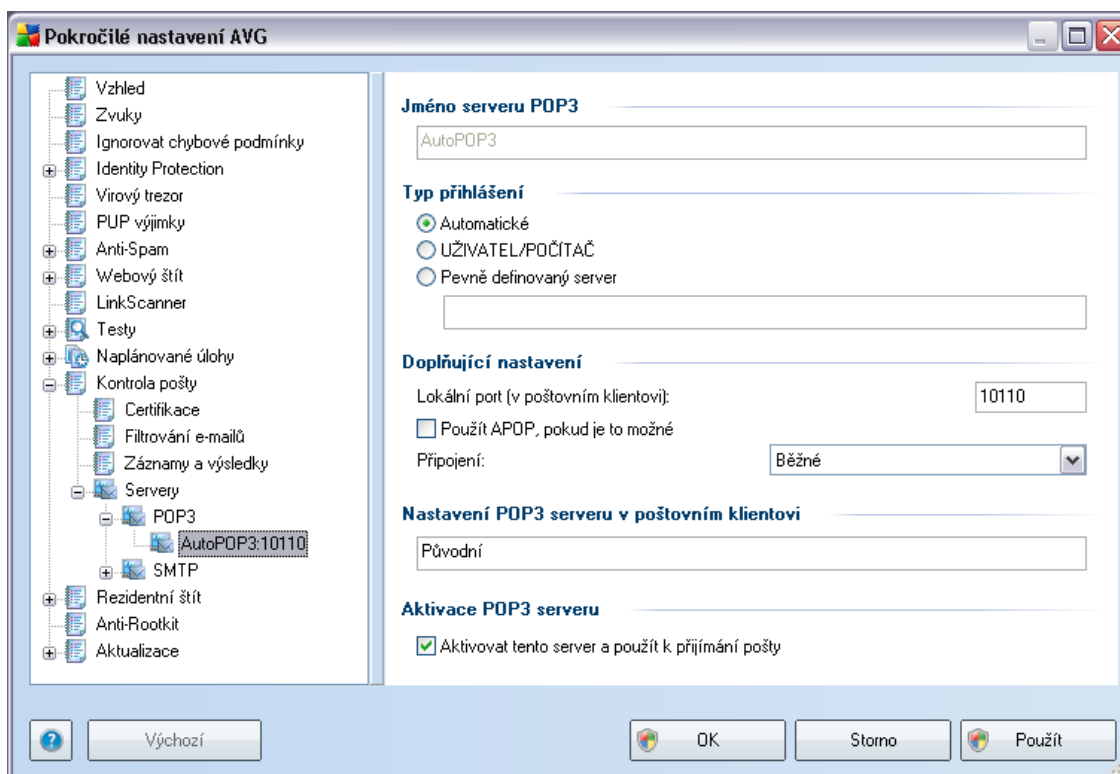 Pokročilé nastavení AVG
Vzhled
Zvuky
Ignorovat chybové podmínky
Identity Protection
Virový trezor
PUP výjimky
Anti-Spam
Webový štít
LinkScanner
Testy
Naplánované úlohy
Kontrola pošty
Certifikace
Filtrování e-mailů
Záznamy a výsledky
Servery
POP3
AutoPOP3:10110
SMTP
Rezidentní štít
Anti-Rootkit
Aktualizace
Jméno serveru POP3
AutoPOP3
Typ přihlášení
Automatické
UŽIVATEL/POČÍTAČ
Pevně definovaný server
Doplňující nastavení
Lokální port (v poštovním klientovi): 10110
Použít APOP, pokud je to možné
Připojení: Běžné
Nastavení POP3 serveru v poštovním klientovi
Původní
Aktivace POP3 serveru
Aktivovat tento server a použít k přijímání pošty
? Výchozí OK Storno Použít